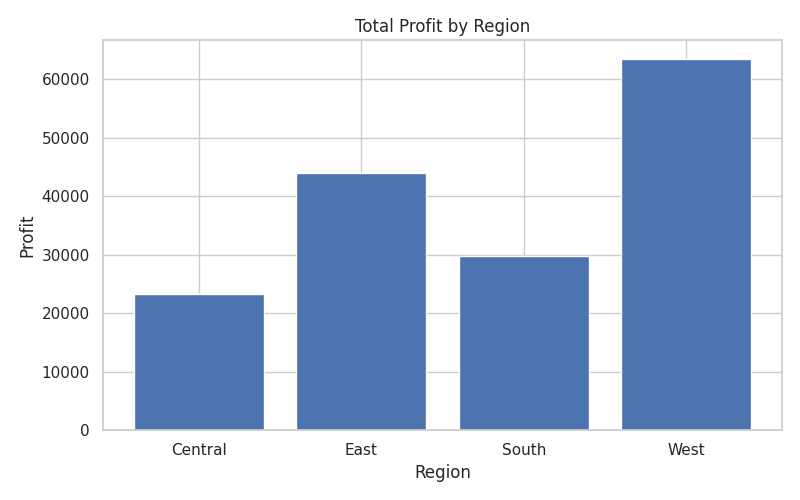 Total Profit by Region
Profit
60000
50000
40000
30000
20000
10000
0
Central East South West
Region